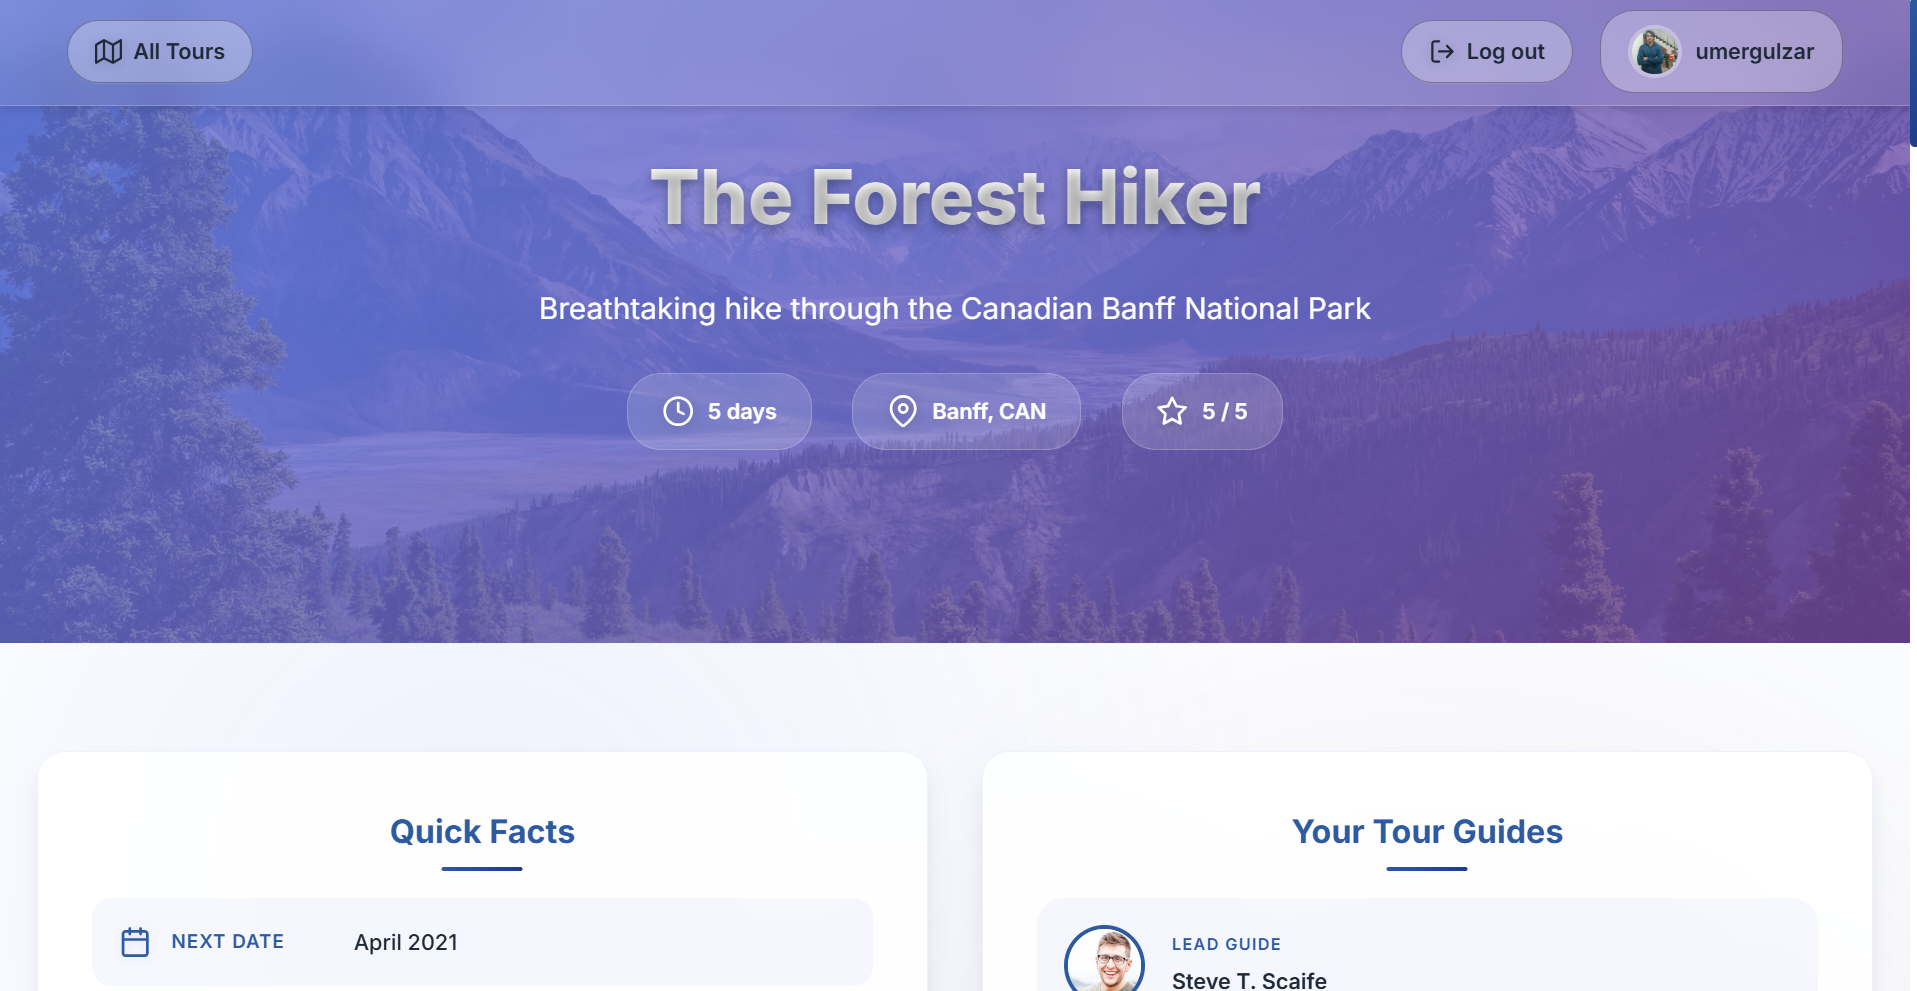 All Tours
Log out
umergulzar
The Forest Hiker
Breathtaking hike through the Canadian Banff National Park
5 days
Banff, CAN
5 / 5
Quick Facts
NEXT DATE
April 2021
Your Tour Guides
LEAD GUIDE
Steve T. Scaife